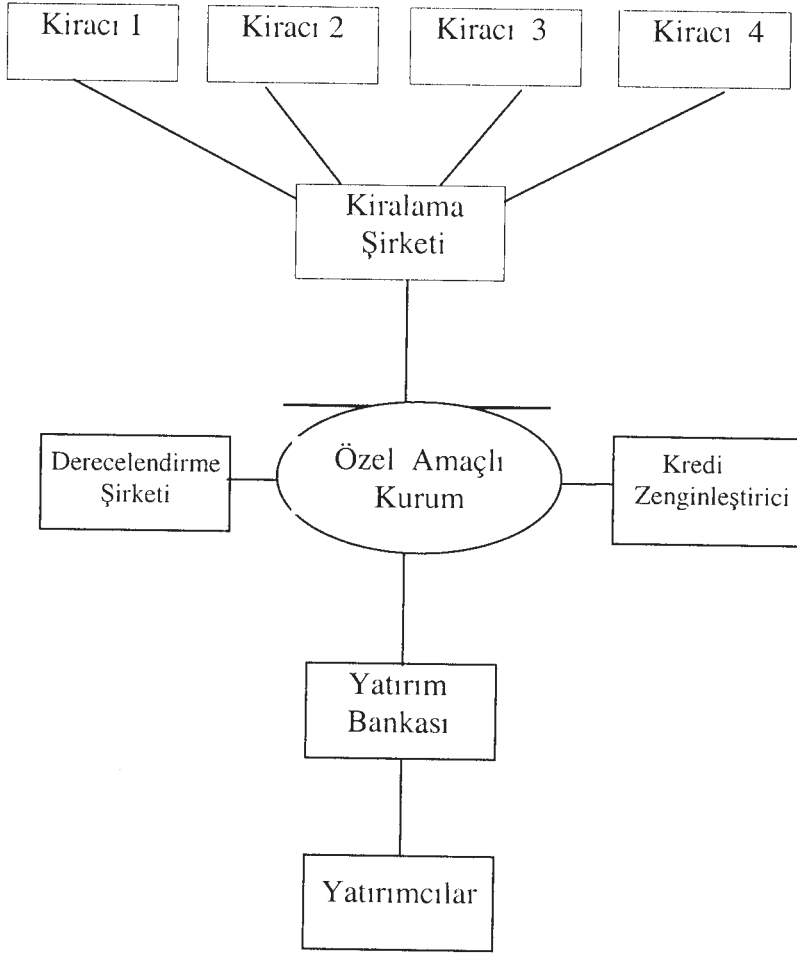 Kiracı 1
Kiracı 2
Kiracı 3
Kiracı 4
Kiralama
Şirketi
Derecelendirme
Şirketi
Özel Amaçlı
Kurum
Kredi
Zenginleştirici
Yatırım
Bankası
Yatırımcılar